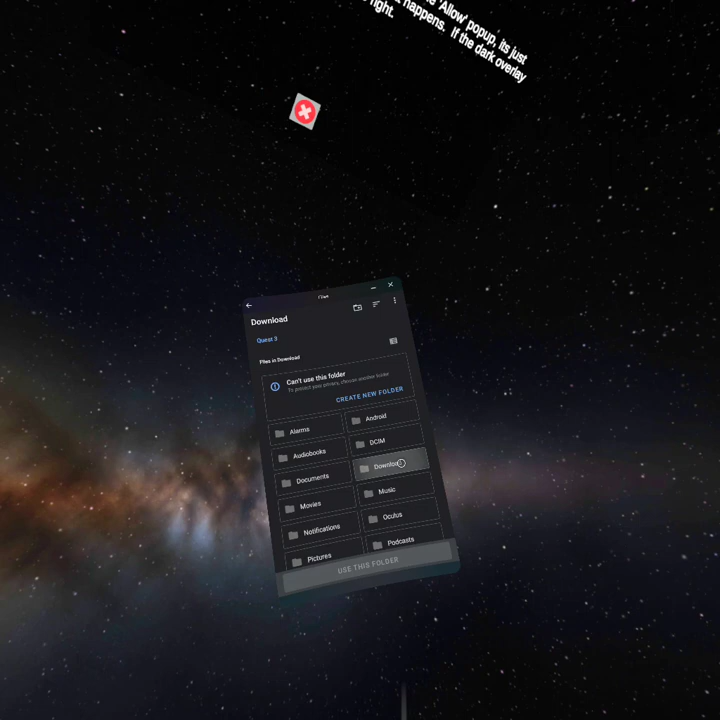 'Allow' popup, its just
happens. If the dark overlay
right.
Files
Download
Quest 3
Files in Download
Can't use this folder
To protect your privacy, choose another folder
CREATE NEW FOLDER
Alarms
Android
Audiobooks
DCIM
Documents
Download
Movies
Music
Notifications
Oculus
Pictures
Podcasts
USE THIS FOLDER